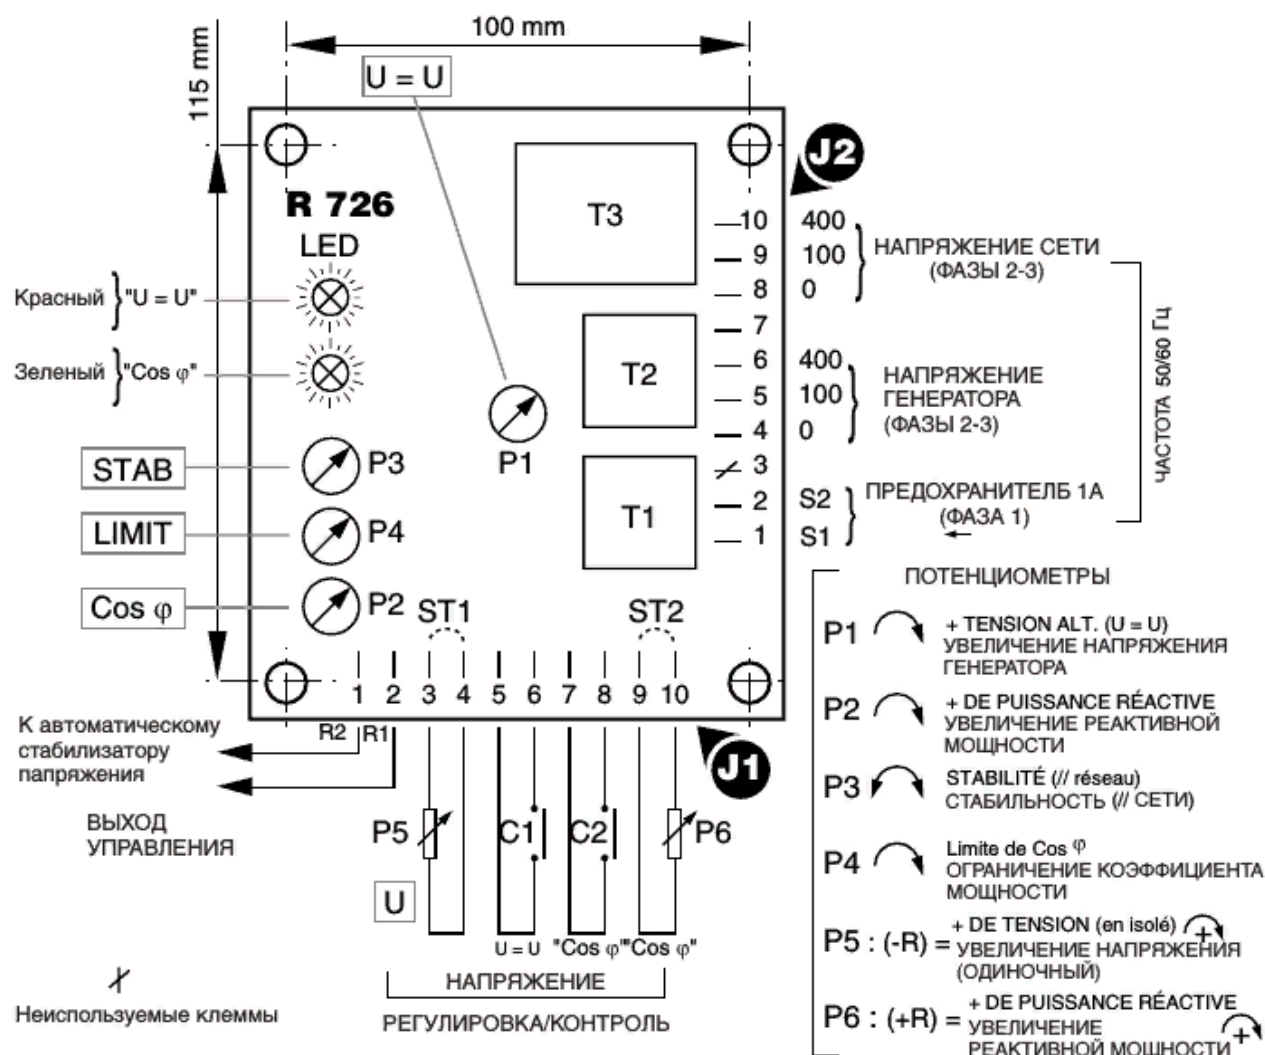 100 mm
115 mm
U = U
J2
R 726
LED
T3
10 400
9 100
8 0
НАПРЯЖЕНИЕ СЕТИ
(ФАЗЫ 2-3)
Красный } "U = U"
7
Зеленый } "Cos φ"
T2
6 400
5 100
4 0
НАПРЯЖЕНИЕ
ГЕНЕРАТОРА
(ФАЗЫ 2-3)
ЧАСТОТА 50/60 Гц
P1
STAB
P3
3
LIMIT
P4
T1
2 S2
1 S1
ПРЕДОХРАНИТЕЛБ 1А
(ФАЗА 1)
Cos φ
P2
ST1
ST2
1 2 3 4 5 6 7 8 9 10
R2 R1
J1
К автоматическому
стабилизатору
папряжения
ВЫХОД
УПРАВЛЕНИЯ
P5
C1
C2
P6
U
U = U
"Cos φ"
"Cos φ"
НАПРЯЖЕНИЕ
РЕГУЛИРОВКА/КОНТРОЛЬ
Неиспользуемые клеммы
ПОТЕНЦИОМЕТРЫ
P1
+ TENSION ALT. (U = U)
УВЕЛИЧЕНИЕ НАПРЯЖЕНИЯ
ГЕНЕРАТОРА
P2
+ DE PUISSANCE RÉACTIVE
УВЕЛИЧЕНИЕ РЕАКТИВНОЙ
МОЩНОСТИ
P3
STABILITÉ (// réseau)
СТАБИЛЬНОСТЬ (// СЕТИ)
P4
Limite de Cos φ
ОГРАНИЧЕНИЕ КОЭФФИЦИЕНТА
МОЩНОСТИ
P5 : (-R) =
+ DE TENSION (en isolé)
+
УВЕЛИЧЕНИЕ НАПРЯЖЕНИЯ
(ОДИНОЧНЫЙ)
P6 : (+R) =
+ DE PUISSANCE RÉACTIVE
УВЕЛИЧЕНИЕ
РЕАКТИВНОЙ МОЩНОСТИ
+